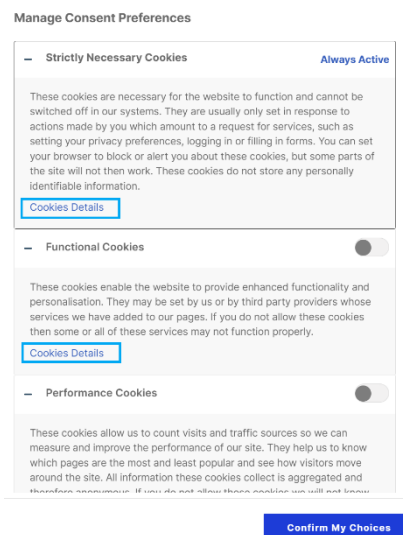 Manage Consent Preferences
– Strictly Necessary Cookies Always Active
These cookies are necessary for the website to function and cannot be
switched off in our systems. They are usually only set in response to
actions made by you which amount to a request for services, such as
setting your privacy preferences, logging in or filling in forms. You can set
your browser to block or alert you about these cookies, but some parts of
the site will not then work. These cookies do not store any personally
identifiable information.
Cookies Details
– Functional Cookies
These cookies enable the website to provide enhanced functionality and
personalisation. They may be set by us or by third party providers whose
services we have added to our pages. If you do not allow these cookies
then some or all of these services may not function properly.
Cookies Details
– Performance Cookies
These cookies allow us to count visits and traffic sources so we can
measure and improve the performance of our site. They help us to know
which pages are the most and least popular and see how visitors move
around the site. All information these cookies collect is aggregated and
therefore anonymous. If you do not allow these cookies we will not know
Confirm My Choices